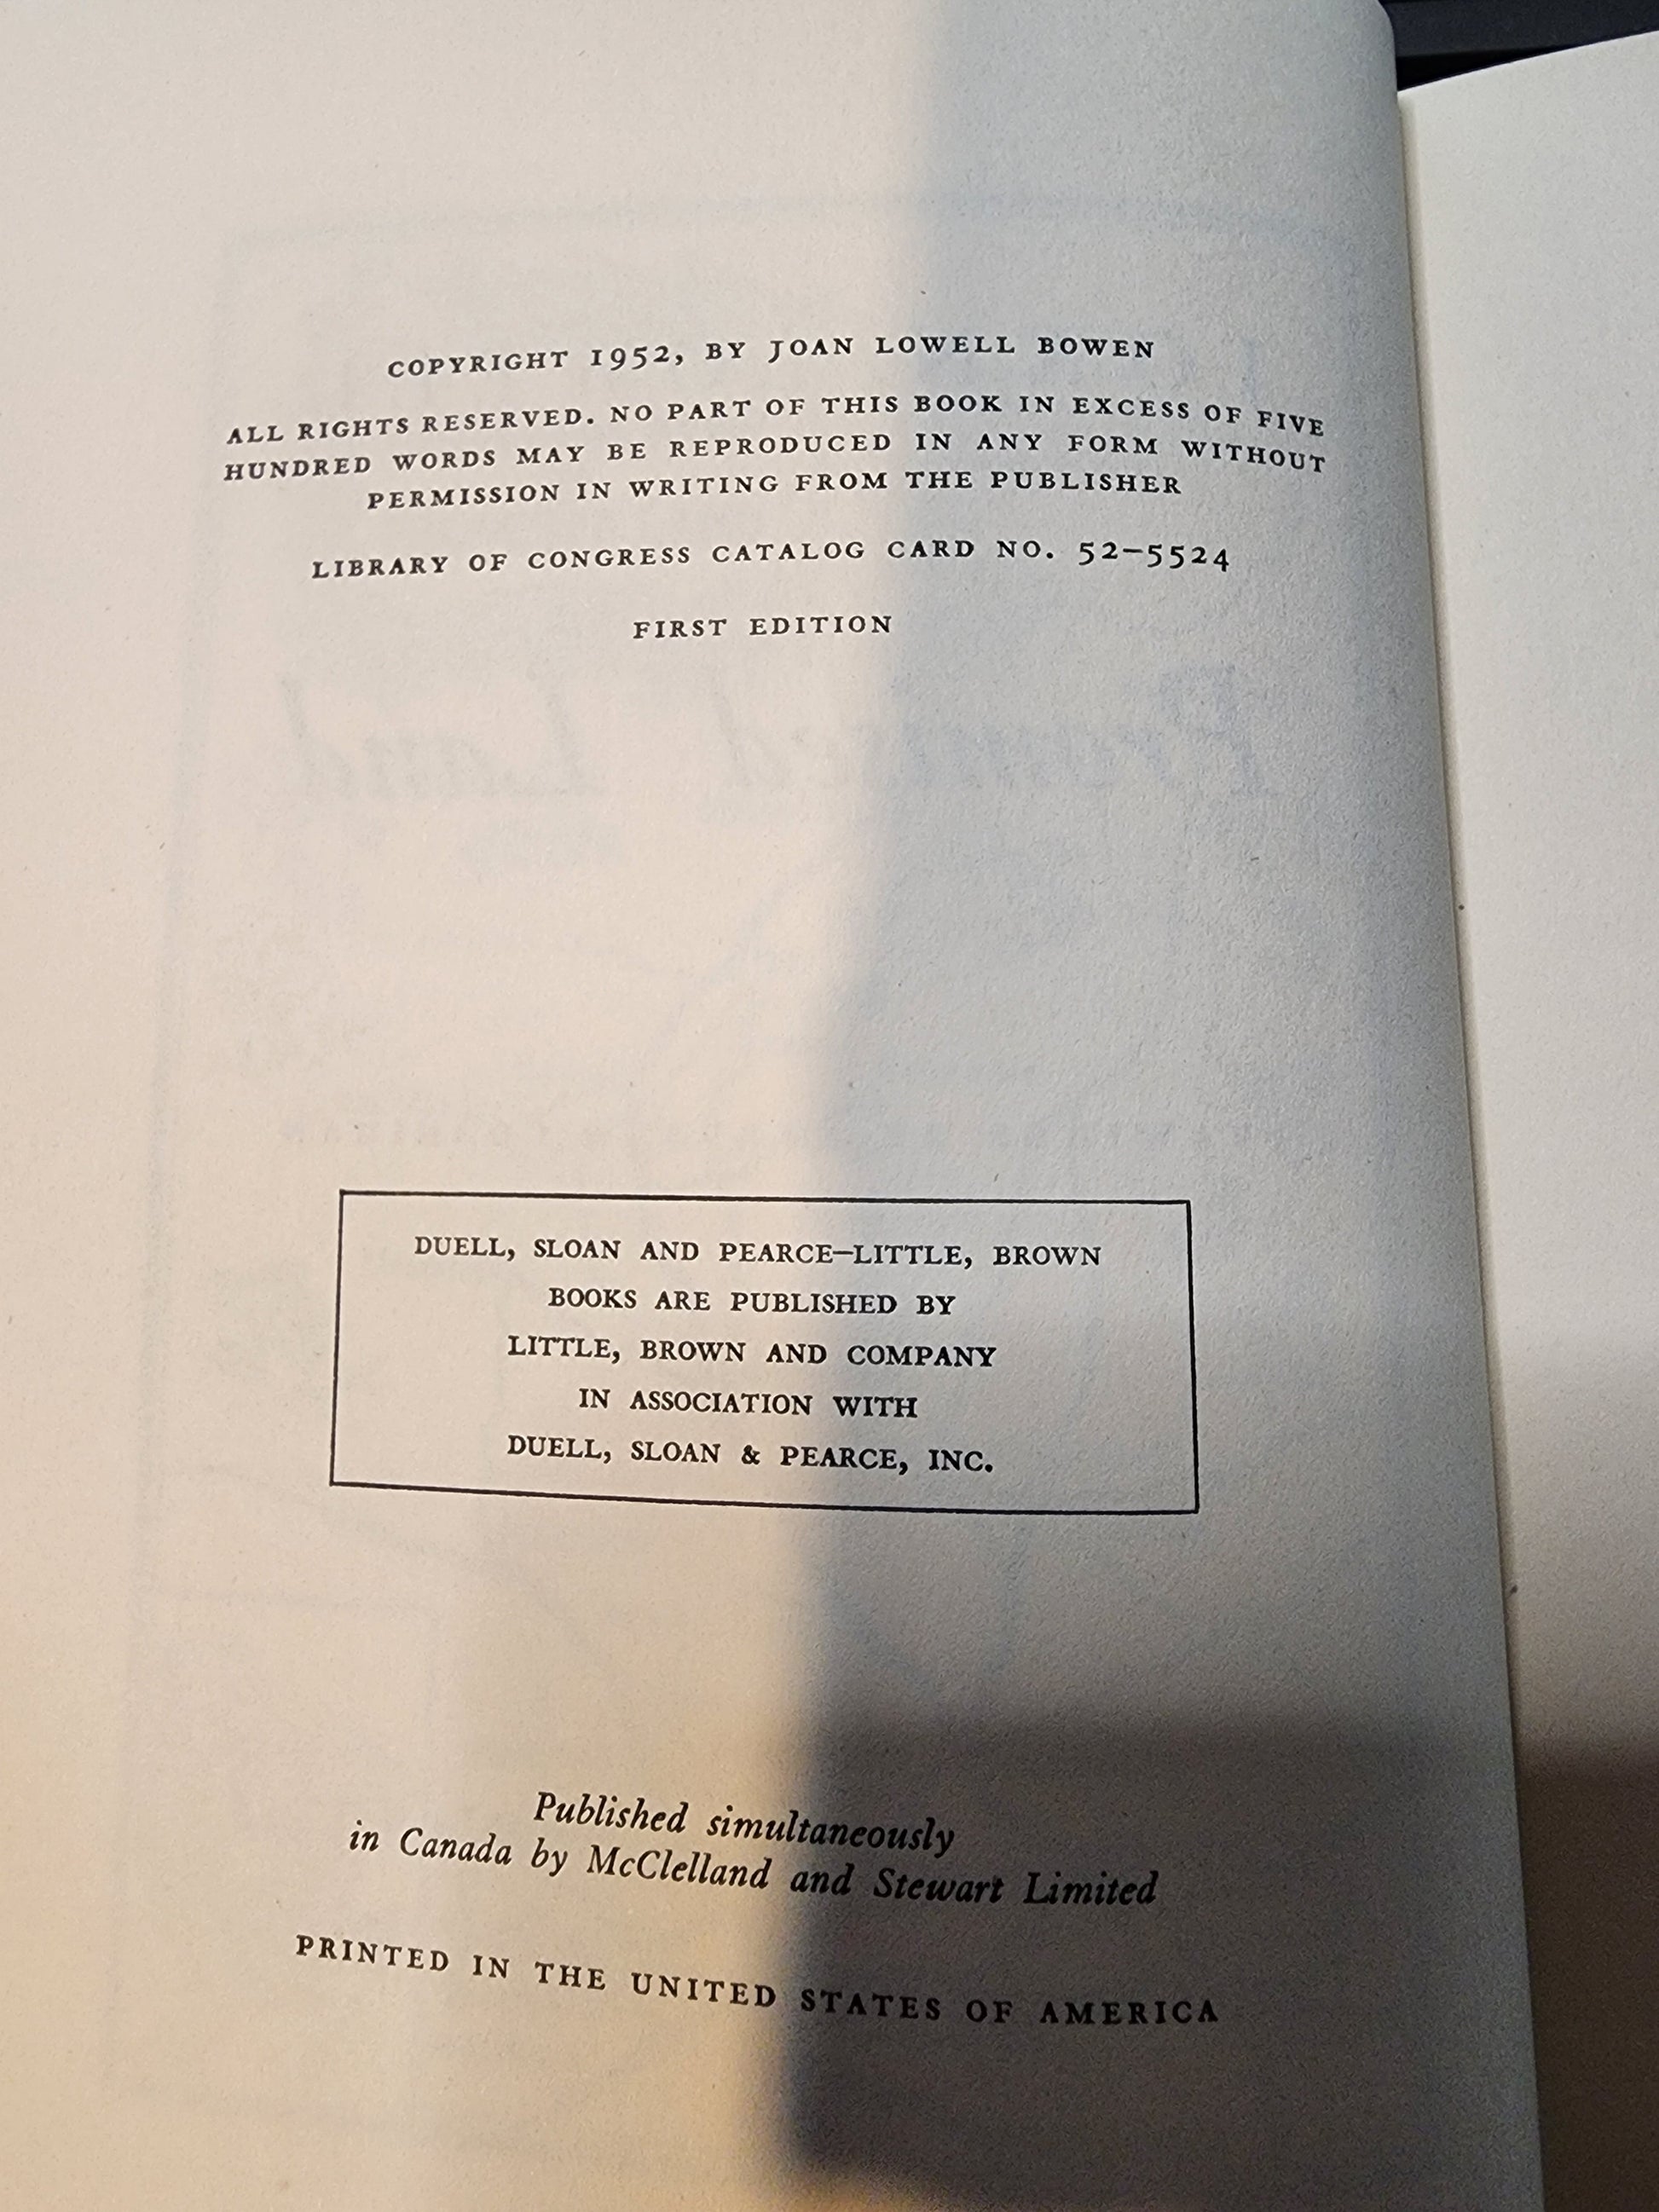 COPYRIGHT 1952, BY JOAN LOWELL BOWEN
ALL RIGHTS RESERVED. NO PART OF THIS BOOK IN EXCESS OF FIVE
HUNDRED WORDS MAY BE REPRODUCED IN ANY FORM WITHOUT
PERMISSION IN WRITING FROM THE PUBLISHER
LIBRARY OF CONGRESS CATALOG CARD NO. 52–5524
FIRST EDITION
DUELL, SLOAN AND PEARCE—LITTLE, BROWN
BOOKS ARE PUBLISHED BY
LITTLE, BROWN AND COMPANY
IN ASSOCIATION WITH
DUELL, SLOAN & PEARCE, INC.
Published simultaneously
in Canada by McClelland and Stewart Limited
PRINTED IN THE UNITED STATES OF AMERICA